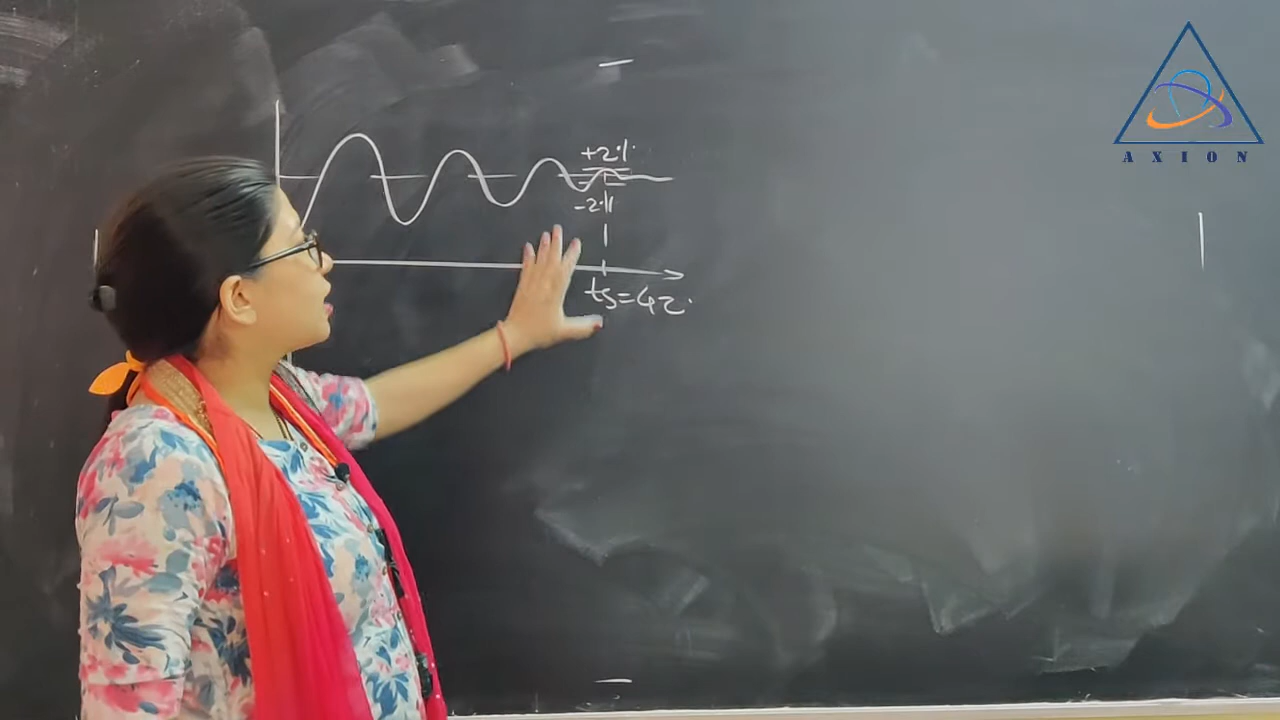 AXION
+2%
-2%
ts=4τ